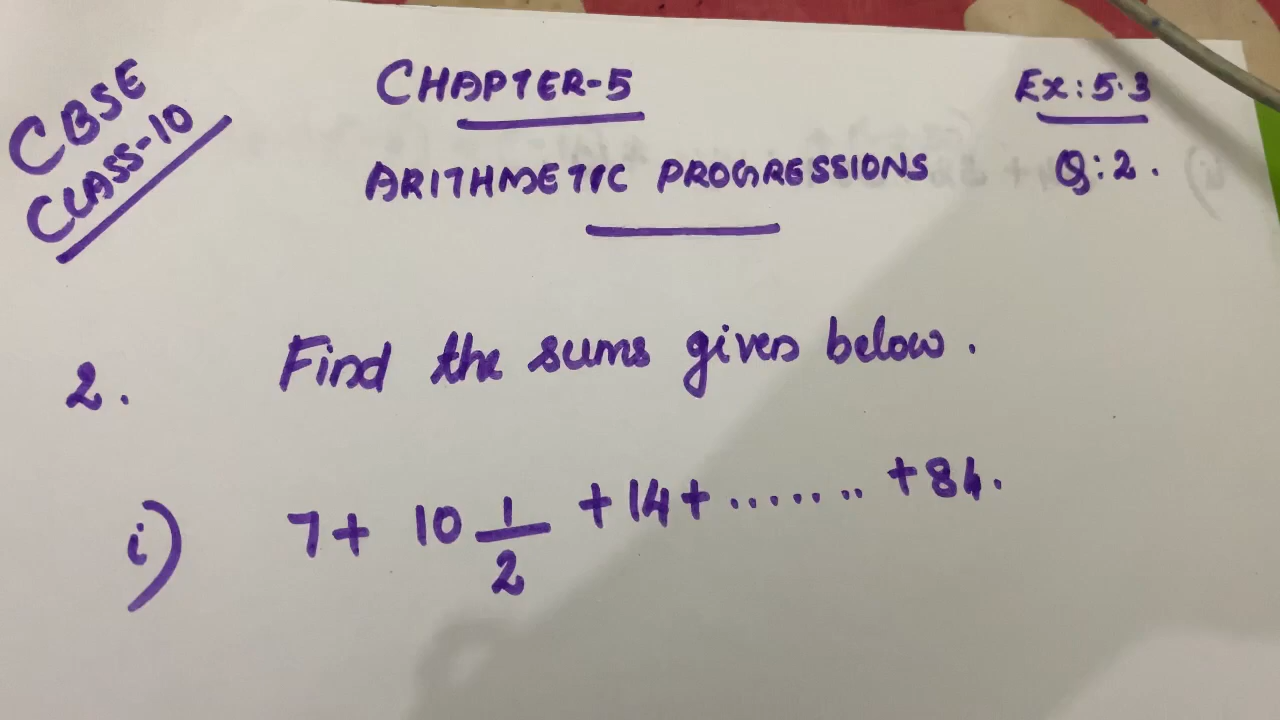 CBSE
CLASS-10
CHAPTER-5
Ex: 5.3
ARITHMETIC PROGRESSIONS
Q:2.
2. Find the sums given below.
i) 7 + 10 1/2 + 14 + ....... + 84.